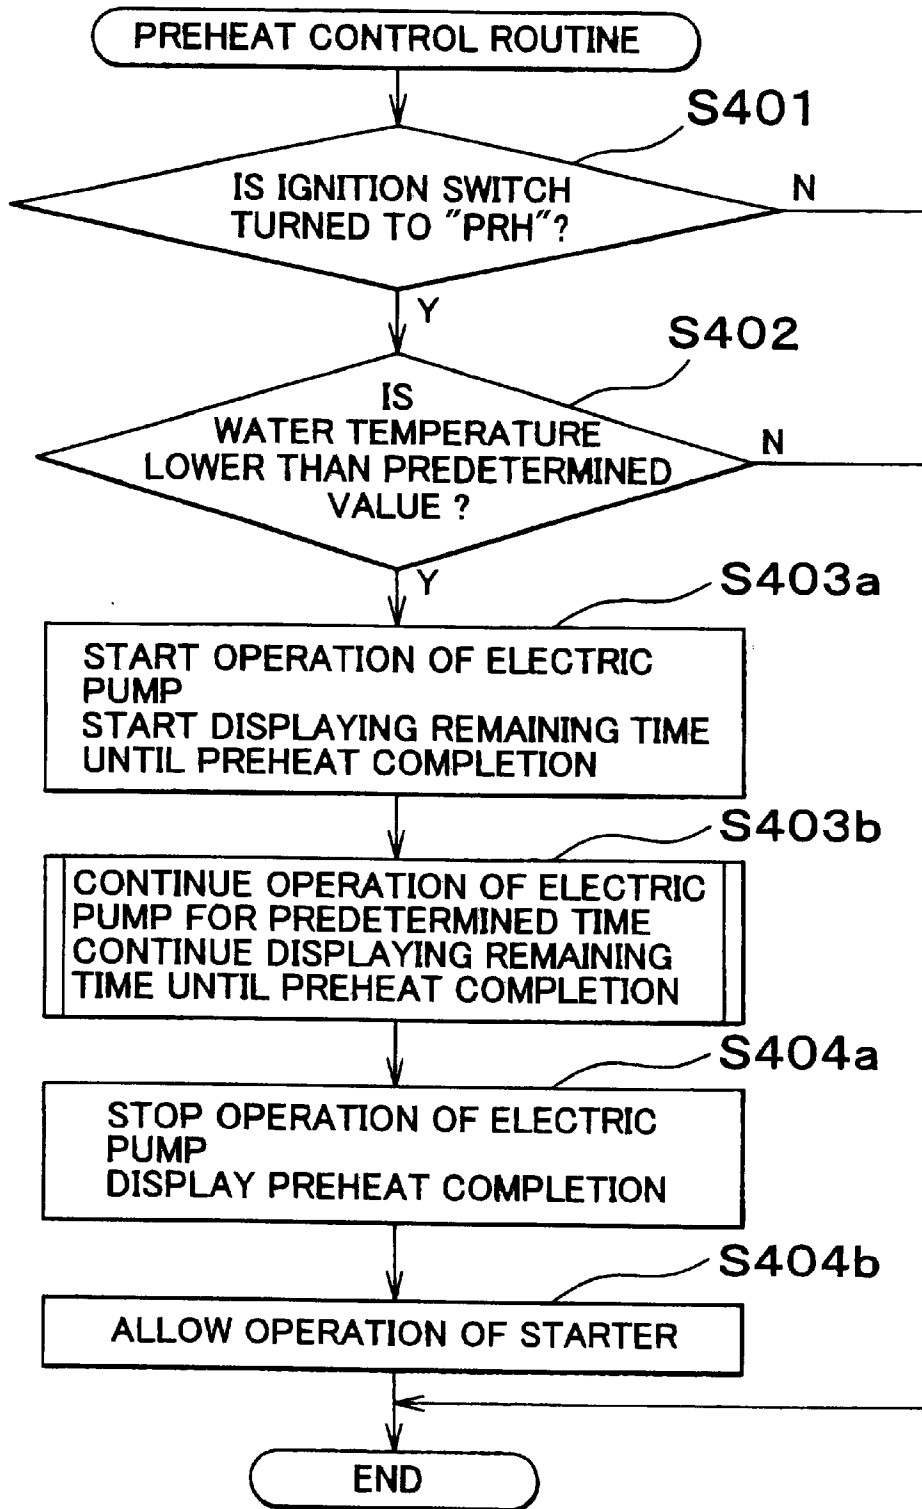 PREHEAT CONTROL ROUTINE
S401
IS IGNITION SWITCH
TURNED TO "PRH"?
N
Y
S402
IS
WATER TEMPERATURE
LOWER THAN PREDETERMINED
VALUE ?
N
Y
S403a
START OPERATION OF ELECTRIC
PUMP
START DISPLAYING REMAINING TIME
UNTIL PREHEAT COMPLETION
S403b
CONTINUE OPERATION OF ELECTRIC
PUMP FOR PREDETERMINED TIME
CONTINUE DISPLAYING REMAINING
TIME UNTIL PREHEAT COMPLETION
S404a
STOP OPERATION OF ELECTRIC
PUMP
DISPLAY PREHEAT COMPLETION
S404b
ALLOW OPERATION OF STARTER
END